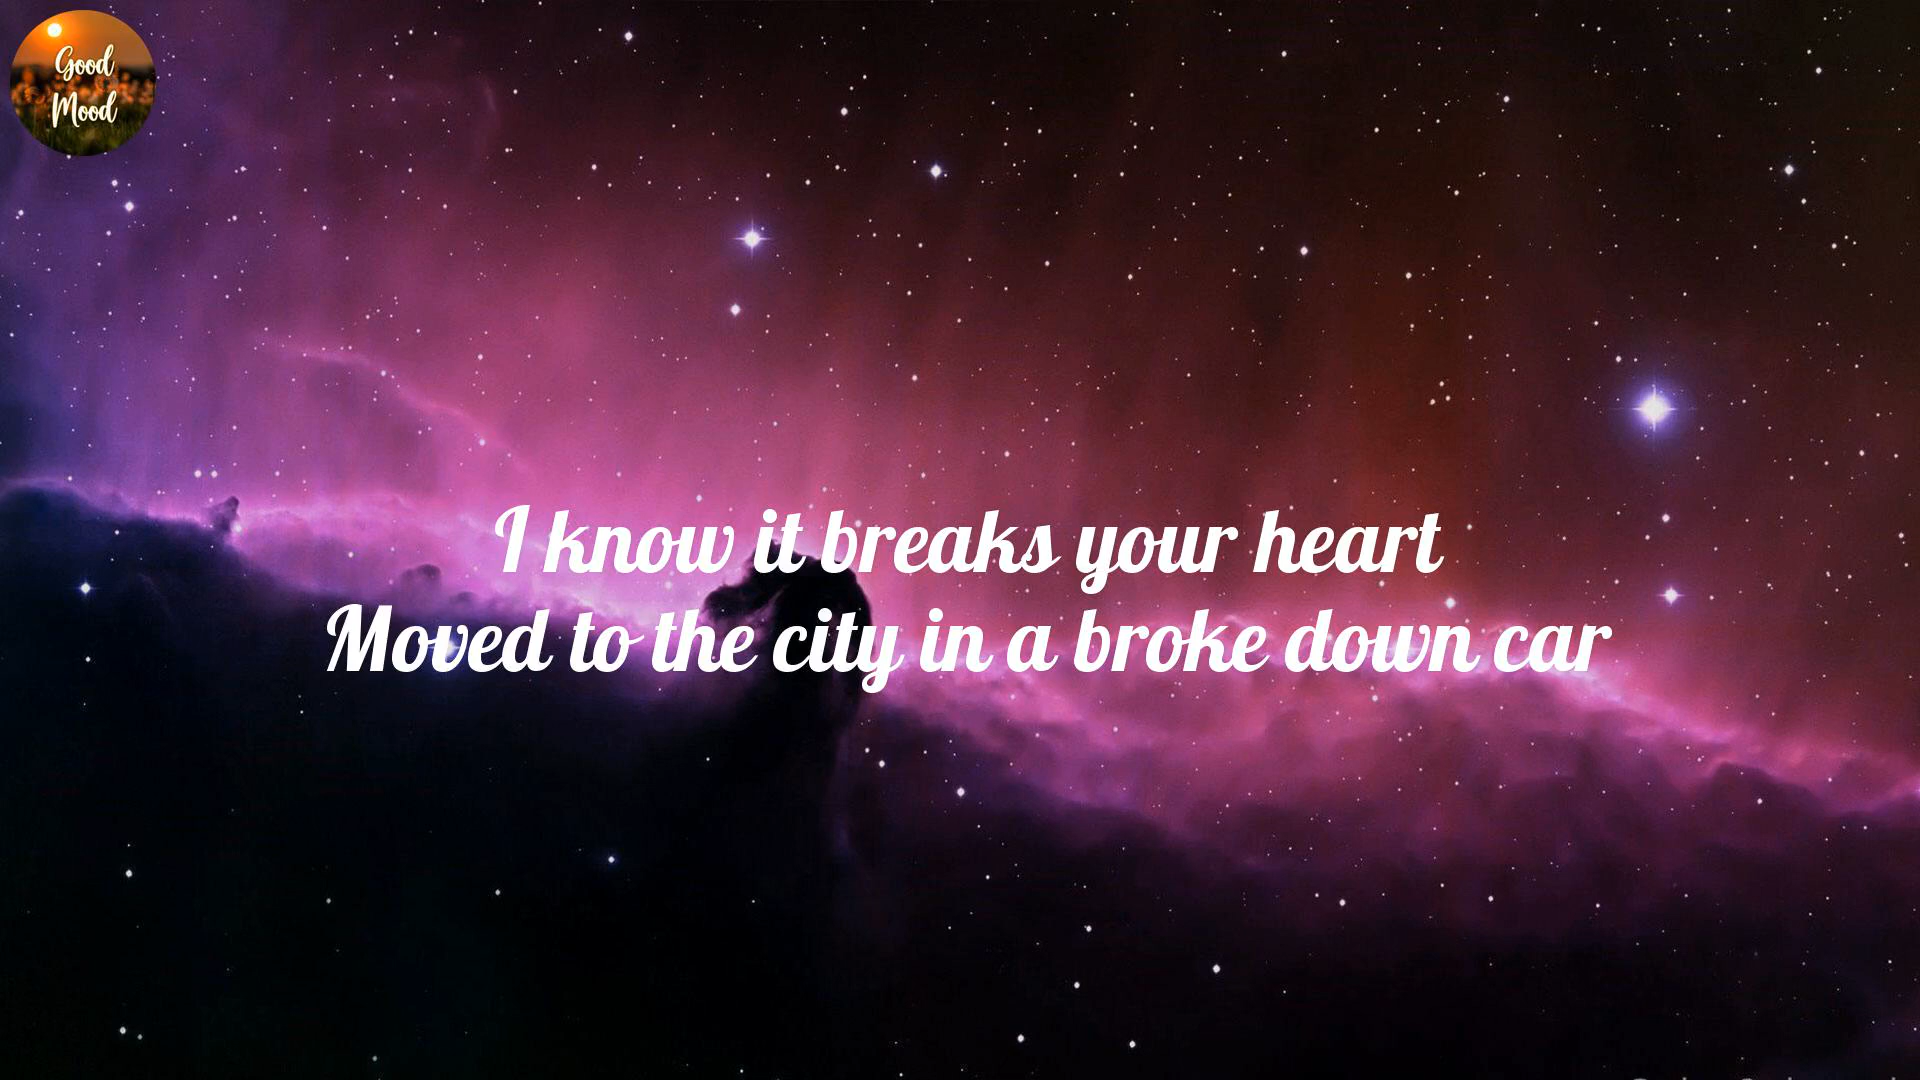 Good
Mood
I know it breaks your heart
Moved to the city in a broke down car